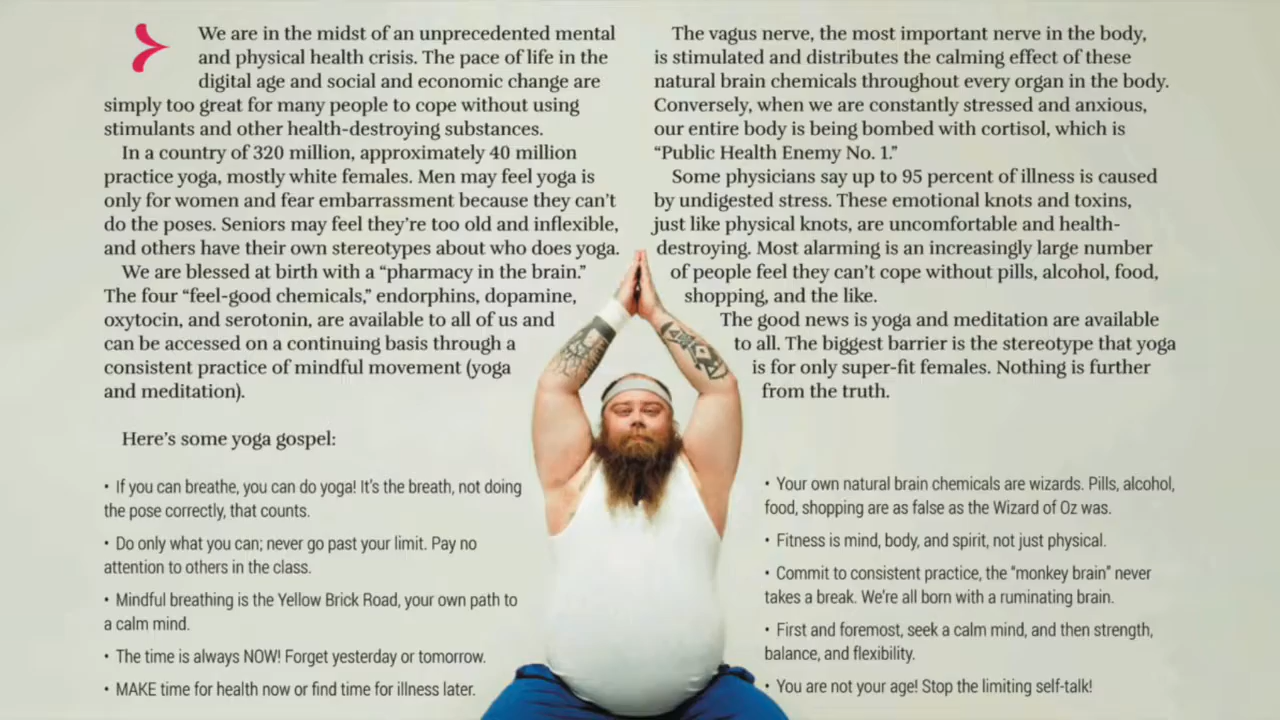 We are in the midst of an unprecedented mental
and physical health crisis. The pace of life in the
digital age and social and economic change are
simply too great for many people to cope without using
stimulants and other health-destroying substances.
In a country of 320 million, approximately 40 million
practice yoga, mostly white females. Men may feel yoga is
only for women and fear embarrassment because they can't
do the poses. Seniors may feel they're too old and inflexible,
and others have their own stereotypes about who does yoga.
We are blessed at birth with a “pharmacy in the brain.”
The four “feel-good chemicals,” endorphins, dopamine,
oxytocin, and serotonin, are available to all of us and
can be accessed on a continuing basis through a
consistent practice of mindful movement (yoga
and meditation).
Here's some yoga gospel:
• If you can breathe, you can do yoga! It's the breath, not doing
the pose correctly, that counts.
• Do only what you can; never go past your limit. Pay no
attention to others in the class.
• Mindful breathing is the Yellow Brick Road, your own path to
a calm mind.
• The time is always NOW! Forget yesterday or tomorrow.
• MAKE time for health now or find time for illness later.
The vagus nerve, the most important nerve in the body,
is stimulated and distributes the calming effect of these
natural brain chemicals throughout every organ in the body.
Conversely, when we are constantly stressed and anxious,
our entire body is being bombed with cortisol, which is
“Public Health Enemy No. 1.”
Some physicians say up to 95 percent of illness is caused
by undigested stress. These emotional knots and toxins,
just like physical knots, are uncomfortable and health-
destroying. Most alarming is an increasingly large number
of people feel they can't cope without pills, alcohol, food,
shopping, and the like.
The good news is yoga and meditation are available
to all. The biggest barrier is the stereotype that yoga
is for only super-fit females. Nothing is further
from the truth.
• Your own natural brain chemicals are wizards. Pills, alcohol,
food, shopping are as false as the Wizard of Oz was.
• Fitness is mind, body, and spirit, not just physical.
• Commit to consistent practice, the “monkey brain” never
takes a break. We're all born with a ruminating brain.
• First and foremost, seek a calm mind, and then strength,
balance, and flexibility.
• You are not your age! Stop the limiting self-talk!